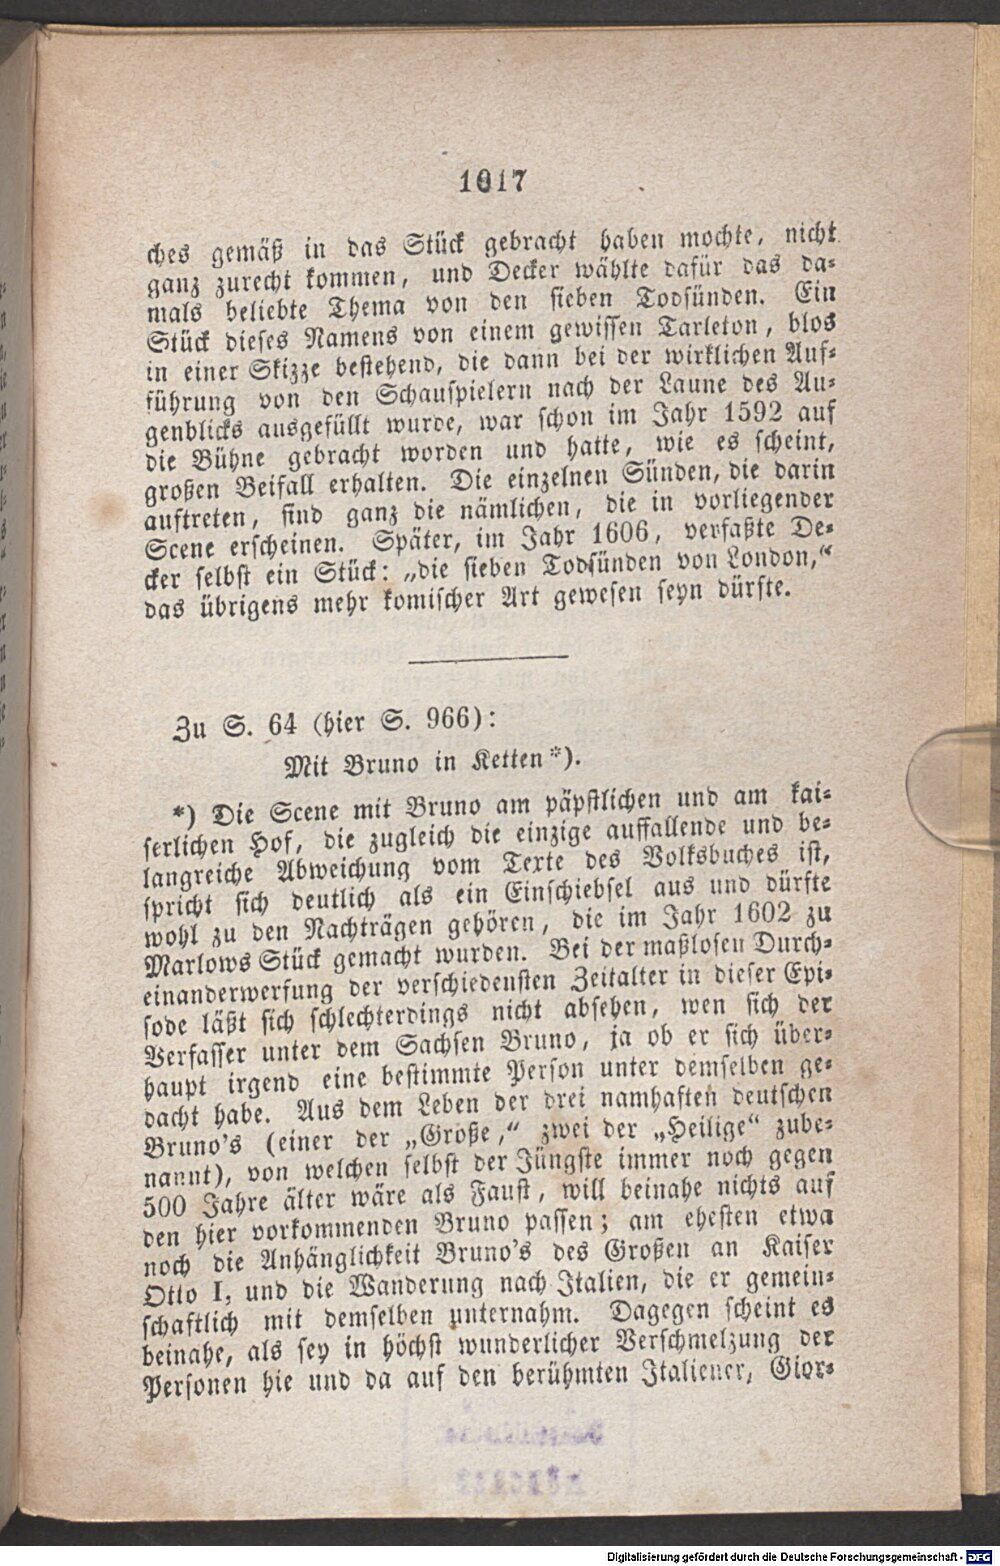 1017
ches gemäß in das Stück gebracht haben mochte, nicht
ganz zurecht kommen, und Decker wählte dafür das da-
mals beliebte Thema von den sieben Todsünden. Ein
Stück dieses Namens von einem gewissen Tarleton, blos
in einer Skizze bestehend, die dann bei der wirklichen Auf-
führung von den Schauspielern nach der Laune des Au-
genblicks ausgefüllt wurde, war schon im Jahr 1592 auf
die Bühne gebracht worden und hatte, wie es scheint,
großen Beifall erhalten. Die einzelnen Sünden, die darin
auftreten, sind ganz die nämlichen, die in vorliegender
Scene erscheinen. Später, im Jahr 1606, verfaßte De-
cker selbst ein Stück: „die sieben Todsünden von London,“
das übrigens mehr komischer Art gewesen seyn dürfte.
Zu S. 64 (hier S. 966):
Mit Bruno in Ketten*).
*) Die Scene mit Bruno am päpstlichen und am kai-
serlichen Hof, die zugleich die einzige auffallende und be-
langreiche Abweichung vom Texte des Volksbuches ist,
spricht sich deutlich als ein Einschiebsel aus und dürfte
wohl zu den Nachträgen gehören, die im Jahr 1602 zu
Marlows Stück gemacht wurden. Bei der maßlosen Durch-
einanderwerfung der verschiedensten Zeitalter in dieser Epi-
sode läßt sich schlechterdings nicht absehen, wen sich der
Verfasser unter dem Sachsen Bruno, ja ob er sich über-
haupt irgend eine bestimmte Person unter demselben ge-
dacht habe. Aus dem Leben der drei namhaften deutschen
Bruno's (einer der „Große,“ zwei der „Heilige“ zube-
nannt), von welchen selbst der Jüngste immer noch gegen
500 Jahre älter wäre als Faust, will beinahe nichts auf
den hier vorkommenden Bruno passen; am ehesten etwa
noch die Anhänglichkeit Bruno's des Großen an Kaiser
Otto I, und die Wanderung nach Italien, die er gemein-
schaftlich mit demselben unternahm. Dagegen scheint es
beinahe, als sey in höchst wunderlicher Verschmelzung der
Personen hie und da auf den berühmten Italiener, Gior-
Digitalisierung gefördert durch die Deutsche Forschungsgemeinschaft - DFG